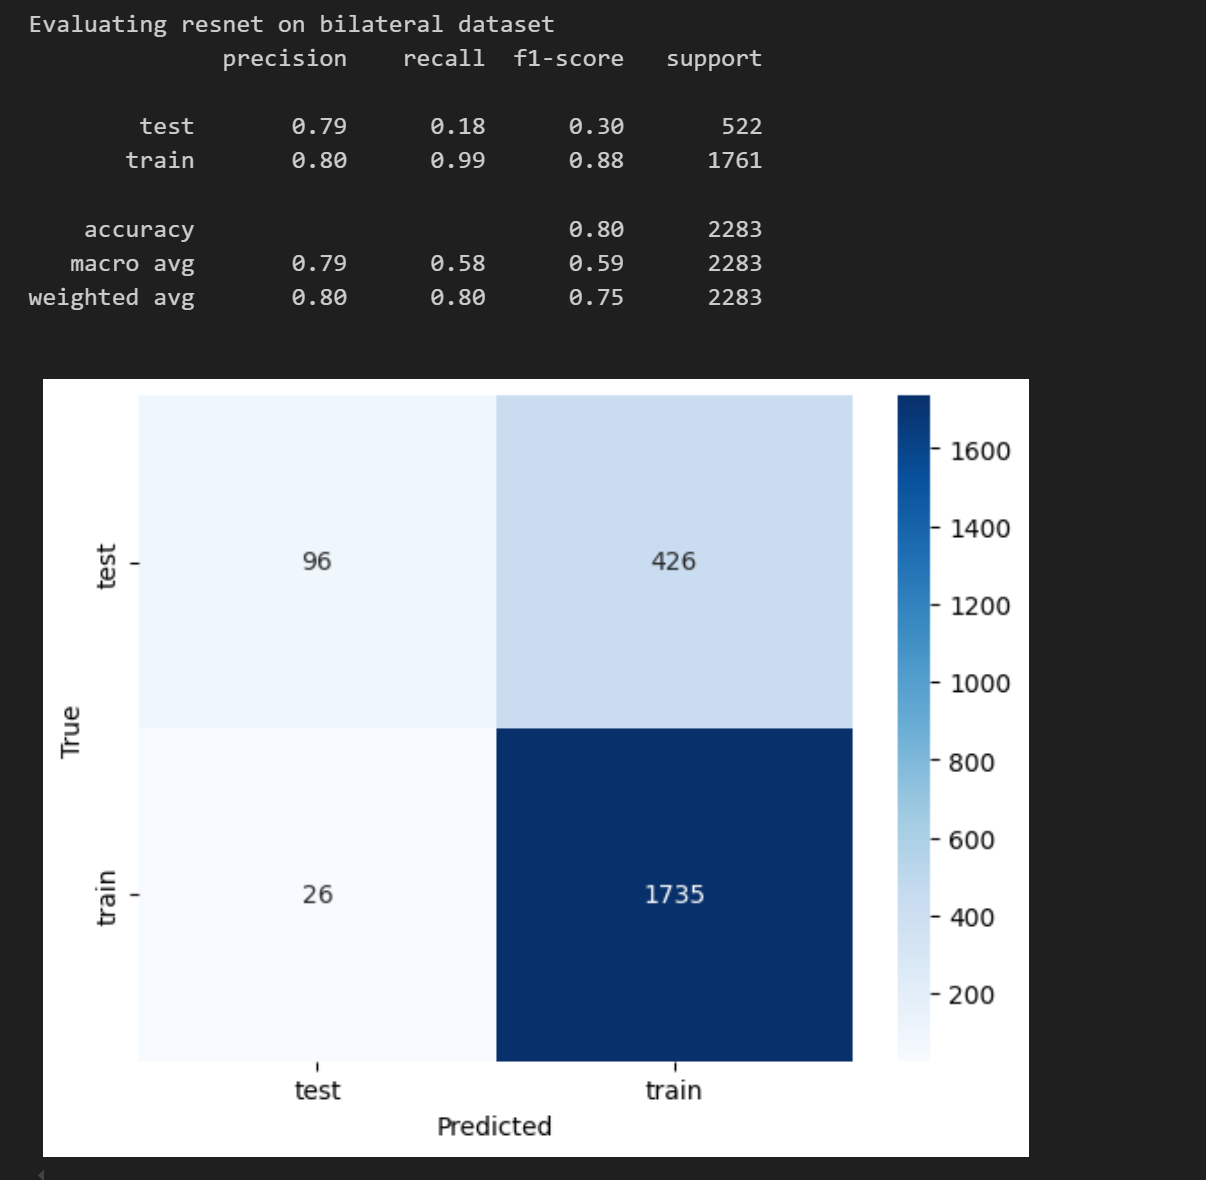 Evaluating resnet on bilateral dataset
precision recall f1-score support
test 0.79 0.18 0.30 522
train 0.80 0.99 0.88 1761
accuracy 0.80 2283
macro avg 0.79 0.58 0.59 2283
weighted avg 0.80 0.80 0.75 2283
True
test
96
426
train
26
1735
test
train
Predicted
1600
1400
1200
1000
800
600
400
200